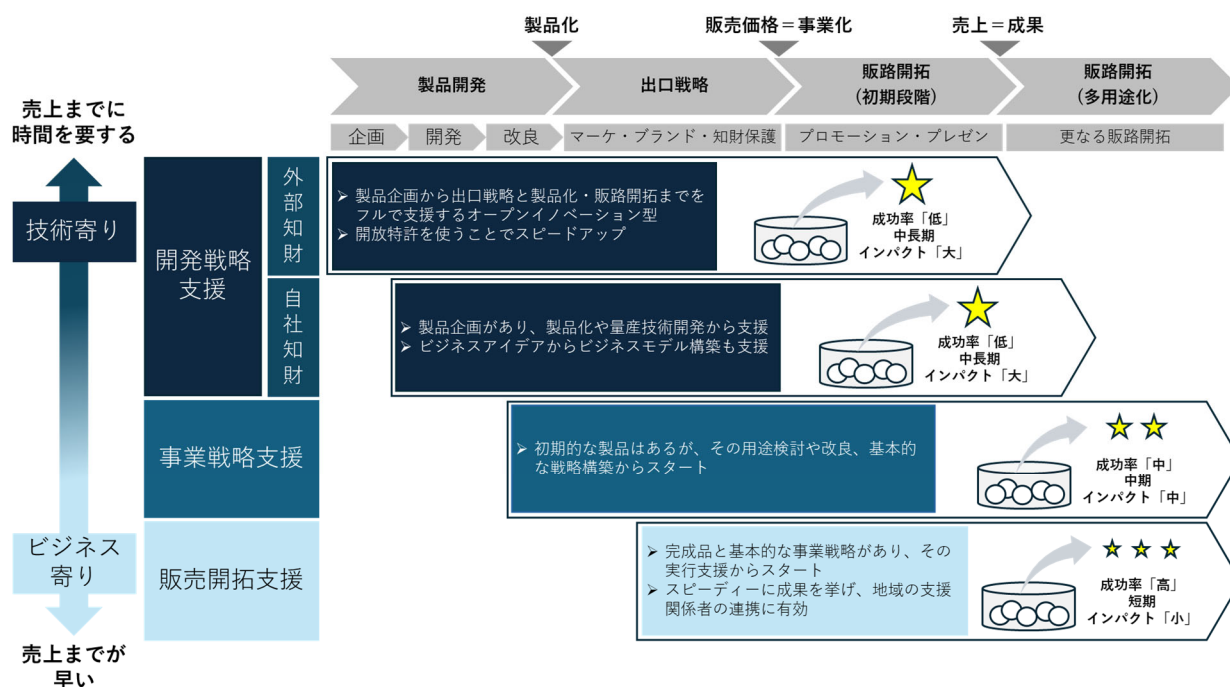 製品化
販売価格＝事業化
売上＝成果
製品開発
出口戦略
販路開拓
(初期段階)
販路開拓
(多用途化)
企画
開発
改良
マーケ・ブランド・知財保護
プロモーション・プレゼン
更なる販路開拓
売上までに
時間を要する
技術寄り
ビジネス
寄り
売上までが
早い
開発戦略
支援
外部知財
➢ 製品企画から出口戦略と製品化・販路開拓までを
フルで支援するオープンイノベーション型
➢ 開放特許を使うことでスピードアップ
成功率「低」
中長期
インパクト「大」
自社知財
➢ 製品企画があり、製品化や量産技術開発から支援
➢ ビジネスアイデアからビジネスモデル構築も支援
成功率「低」
中長期
インパクト「大」
事業戦略支援
➢ 初期的な製品はあるが、その用途検討や改良、基本的
な戦略構築からスタート
成功率「中」
中期
インパクト「中」
販売開拓支援
➢ 完成品と基本的な事業戦略があり、その
実行支援からスタート
➢ スピーディーに成果を挙げ、地域の支援
関係者の連携に有効
成功率「高」
短期
インパクト「小」